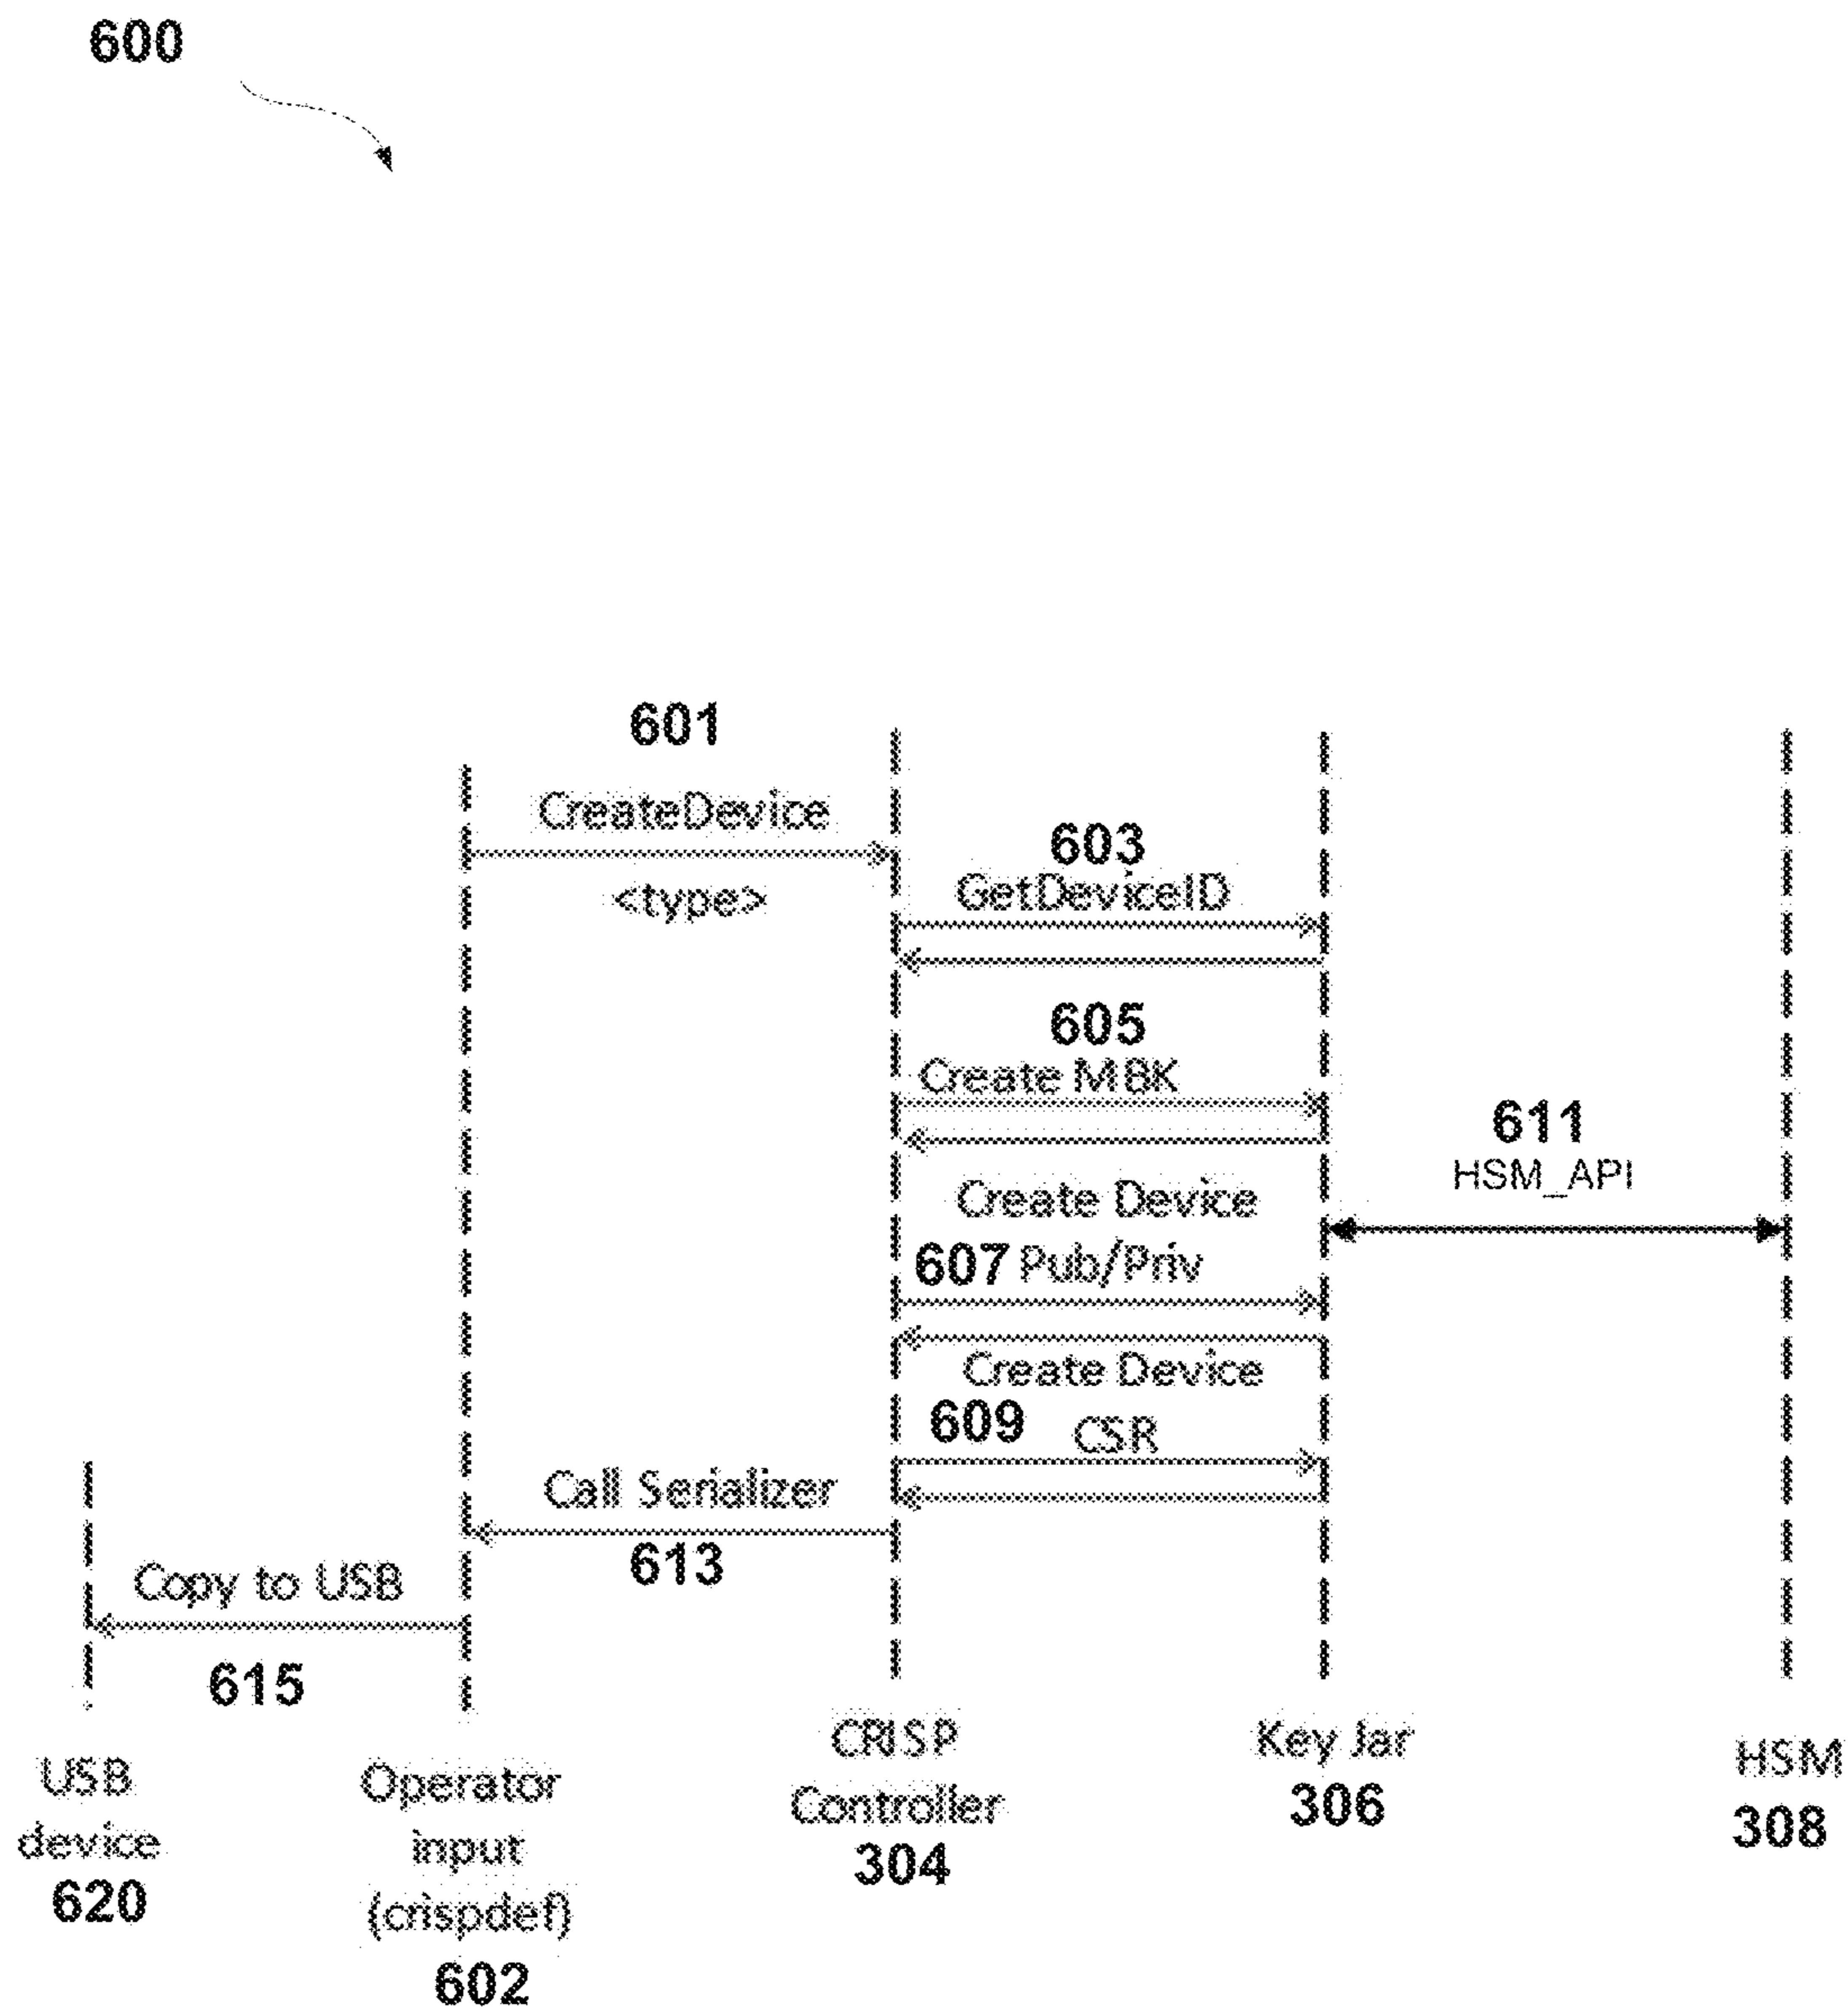 600
601
CreateDevice
<type>
603
GetDeviceID
605
Create MBK
611
HSM_API
Create Device
607 Pub/Priv
Create Device
609 CSR
Call Serializer
613
Copy to USB
615
USB
device
620
Operator
input
(crispdef)
602
CRISP
Controller
304
Key Jar
306
HSM
308